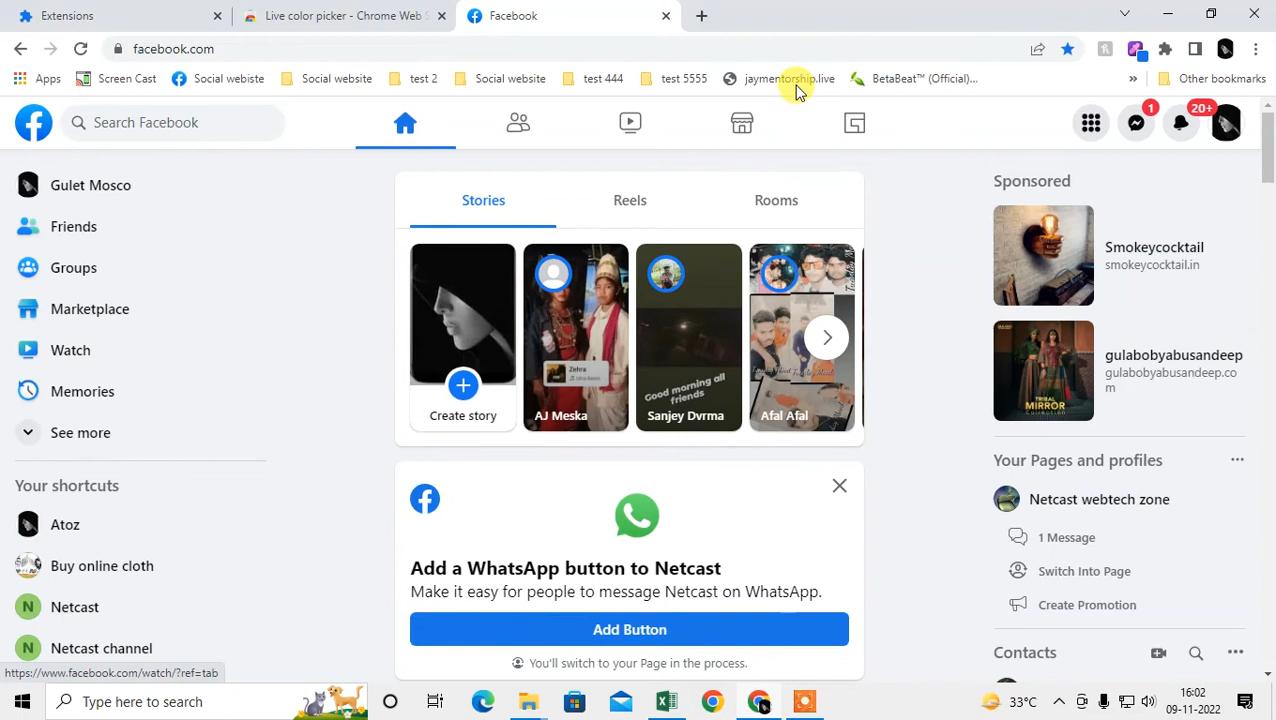 Extensions
Live color picker - Chrome Web S
Facebook
facebook.com
Apps
Screen Cast
Social webiste
Social website
test 2
Social website
test 444
test 5555
jaymentorship.live
BetaBeat™ (Official)...
»
Other bookmarks
Search Facebook
1
20+
Gulet Mosco
Friends
Groups
Marketplace
Watch
Memories
See more
Your shortcuts
Atoz
Buy online cloth
N Netcast
N Netcast channel
https://www.facebook.com/watch/?ref=tab
Stories
Reels
Rooms
Create story
Zehra
AJ Meska
Good morning all
friends
Sanjey Dvrma
Afal Afal
Add a WhatsApp button to Netcast
Make it easy for people to message Netcast on WhatsApp.
Add Button
You'll switch to your Page in the process.
Sponsored
Smokeycocktail
smokeycocktail.in
TRIBAL
MIRROR
gulabobyabusandeep
gulabobyabusandeep.co
m
Your Pages and profiles
Netcast webtech zone
1 Message
Switch Into Page
Create Promotion
Contacts
Type here to search
33°C
16:02
09-11-2022
1